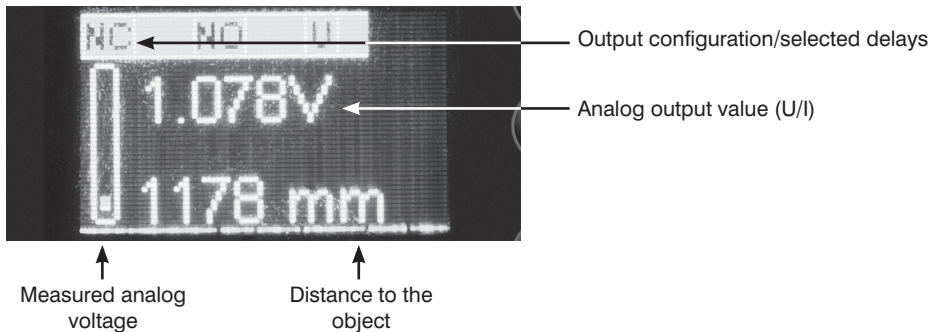 NC NO U
Output configuration/selected delays
1.078V
Analog output value (U/I)
1178 mm
Measured analog
voltage
Distance to the
object